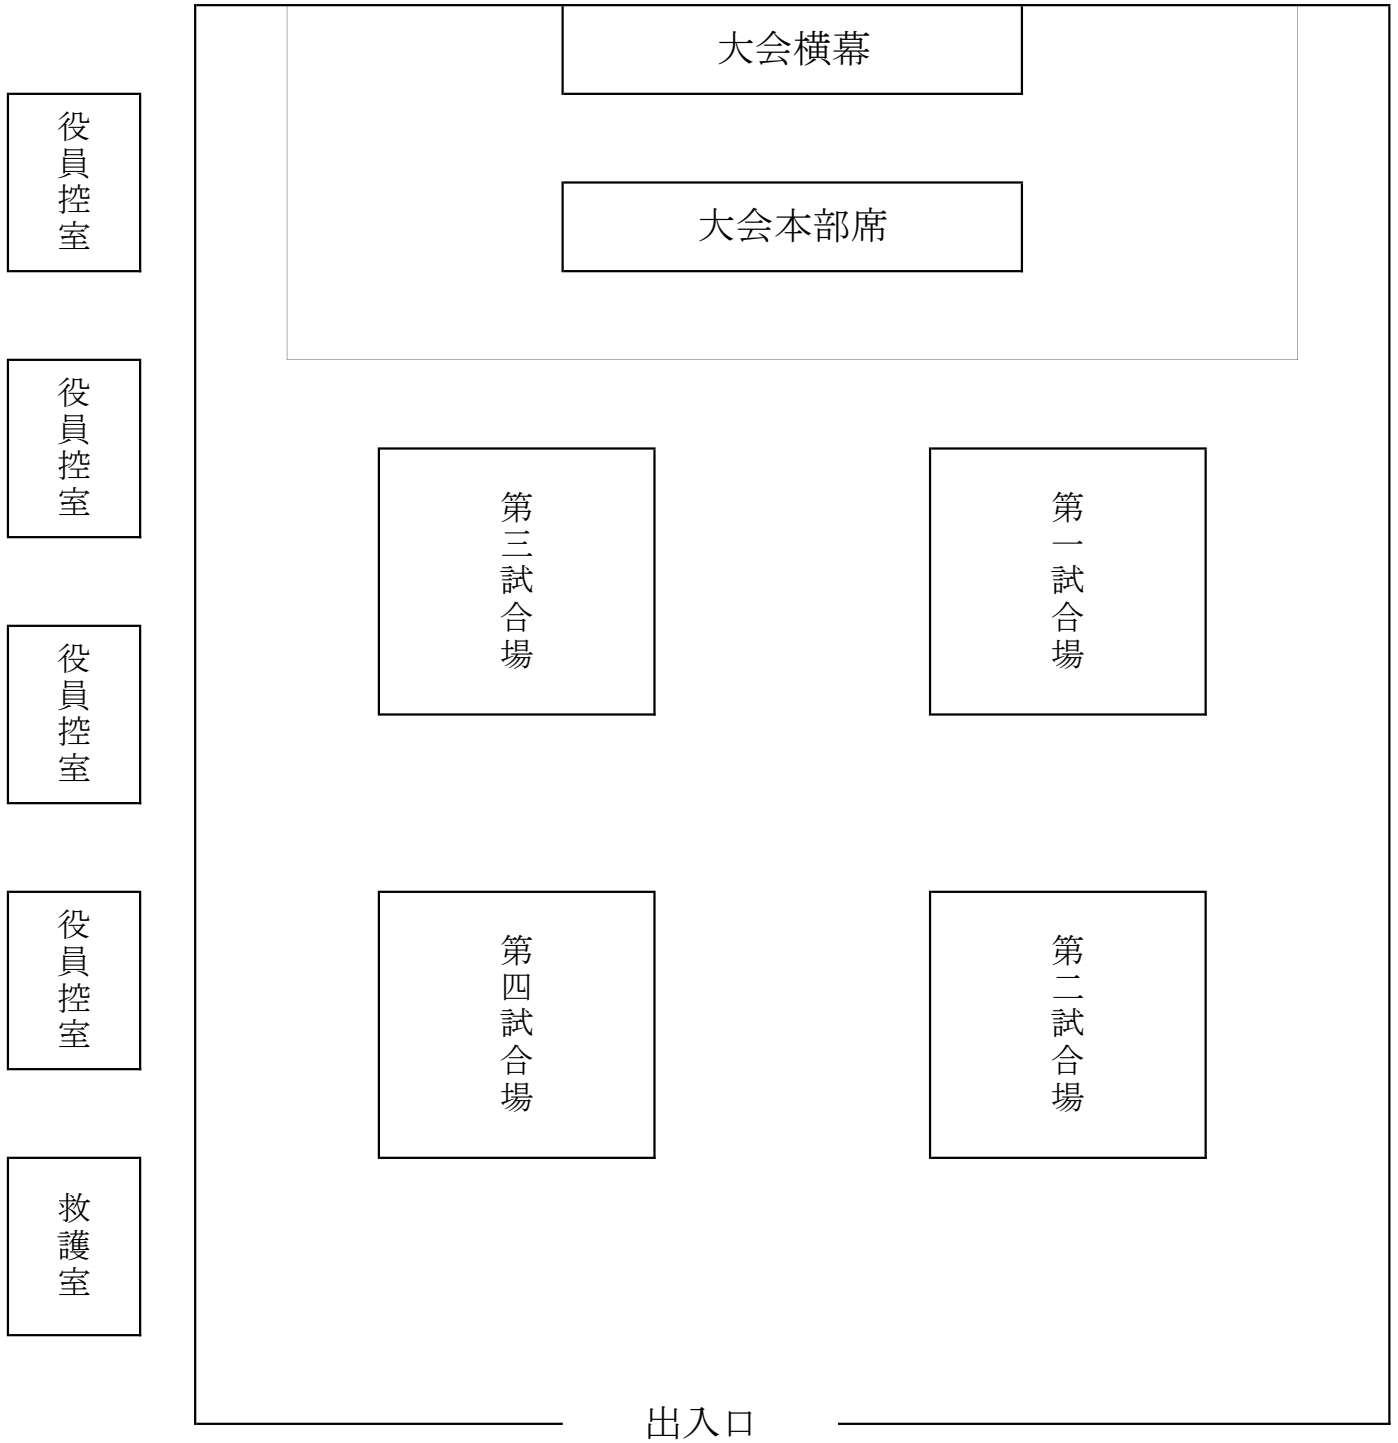 大会横幕
大会本部席
役員控室
役員控室
役員控室
役員控室
救護室
第三試合場
第一試合場
第四試合場
第二試合場
出入口